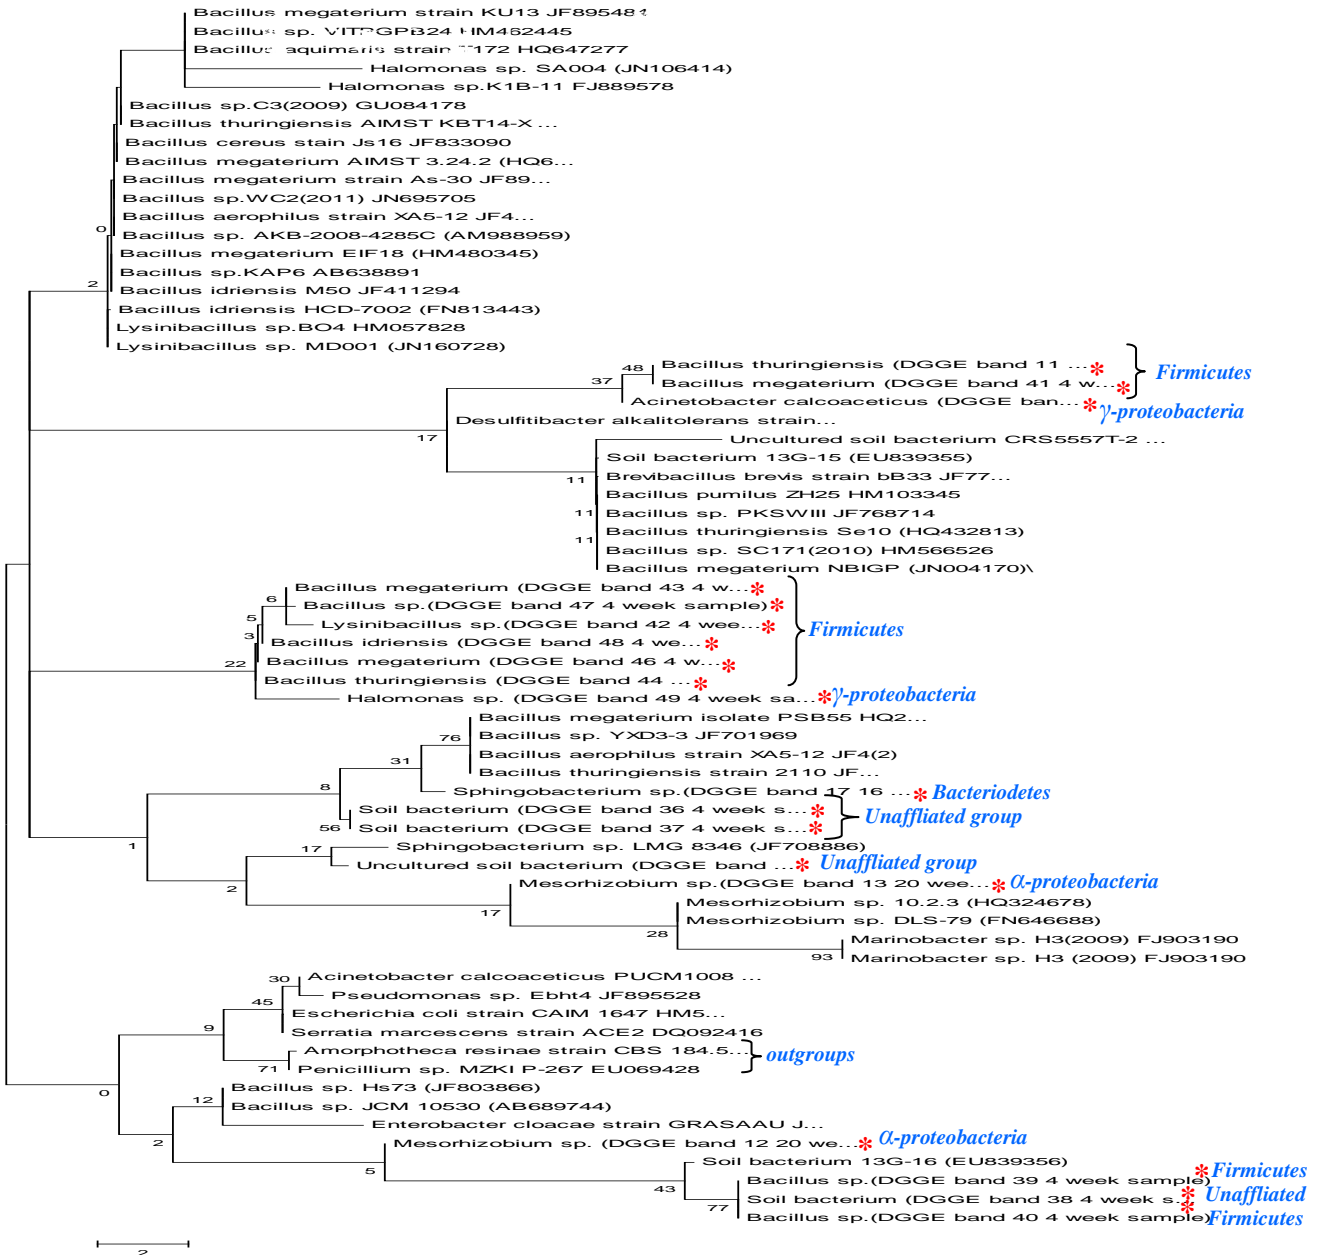 Bacillus megaterium strain KU13 JF895481
Bacillus sp. VITPGPB24 HM462445
Bacillus aquimaris strain 172 HQ647277
Halomonas sp. SA004 (JN106414)
Halomonas sp.K1B-11 FJ889578
Bacillus sp.C3(2009) GU084178
Bacillus thuringiensis AIMST KBT14-X ...
Bacillus cereus stain Js16 JF833090
Bacillus megaterium AIMST 3.24.2 (HQ6...
Bacillus megaterium strain As-30 JF89...
Bacillus sp.WC2(2011) JN695705
Bacillus aerophilus strain XA5-12 JF4...
0 Bacillus sp. AKB-2008-4285C (AM988959)
Bacillus megaterium EIF18 (HM480345)
Bacillus sp.KAP6 AB638891
2 Bacillus idriensis M50 JF411294
Bacillus idriensis HCD-7002 (FN813443)
Lysinibacillus sp.BO4 HM057828
Lysinibacillus sp. MD001 (JN160728)
48 Bacillus thuringiensis (DGGE band 11 ...* Firmicutes
37 Bacillus megaterium (DGGE band 41 4 w...*
Acinetobacter calcoaceticus (DGGE ban...* γ-proteobacteria
Desulfitibacter alkalitolerans strain...
17 Uncultured soil bacterium CRS5557T-2 ...
Soil bacterium 13G-15 (EU839355)
11 Brevibacillus brevis strain bB33 JF77...
Bacillus pumilus ZH25 HM103345
11 Bacillus sp. PKSWIII JF768714
Bacillus thuringiensis Se10 (HQ432813)
11 Bacillus sp. SC171(2010) HM566526
Bacillus megaterium NBIGP (JN004170)\
Bacillus megaterium (DGGE band 43 4 w...*
6 Bacillus sp.(DGGE band 47 4 week sample)*
5 Lysinibacillus sp.(DGGE band 42 4 wee...* Firmicutes
3 Bacillus idriensis (DGGE band 48 4 we...*
22 Bacillus megaterium (DGGE band 46 4 w...*
Bacillus thuringiensis (DGGE band 44 ...*
Halomonas sp. (DGGE band 49 4 week sa...* γ-proteobacteria
Bacillus megaterium isolate PSB55 HQ2...
76 Bacillus sp. YXD3-3 JF701969
Bacillus aerophilus strain XA5-12 JF4(2)
31 Bacillus thuringiensis strain 2110 JF...
8 Sphingobacterium sp.(DGGE band 17 16 ...* Bacteriodetes
Soil bacterium (DGGE band 36 4 week s...* Unaffliated group
56 Soil bacterium (DGGE band 37 4 week s...*
1 17 Sphingobacterium sp. LMG 8346 (JF708886)
Uncultured soil bacterium (DGGE band ...* Unaffliated group
2 Mesorhizobium sp.(DGGE band 13 20 wee...* α-proteobacteria
Mesorhizobium sp. 10.2.3 (HQ324678)
17 Mesorhizobium sp. DLS-79 (FN646688)
28 Marinobacter sp. H3(2009) FJ903190
93 Marinobacter sp. H3 (2009) FJ903190
30 Acinetobacter calcoaceticus PUCM1008 ...
45 Pseudomonas sp. Ebht4 JF895528
Escherichia coli strain CAIM 1647 HM5...
9 Serratia marcescens strain ACE2 DQ092416
Amorphotheca resinae strain CBS 184.5... outgroups
71 Penicillium sp. MZKI P-267 EU069428
0 Bacillus sp. Hs73 (JF803866)
12 Bacillus sp. JCM 10530 (AB689744)
Enterobacter cloacae strain GRASAAU J...
2 Mesorhizobium sp. (DGGE band 12 20 we...* α-proteobacteria
5 Soil bacterium 13G-16 (EU839356)
43 Bacillus sp.(DGGE band 39 4 week sample)* Firmicutes
77 Soil bacterium (DGGE band 38 4 week s...* Unaffliated
Bacillus sp.(DGGE band 40 4 week sample)* Firmicutes
2